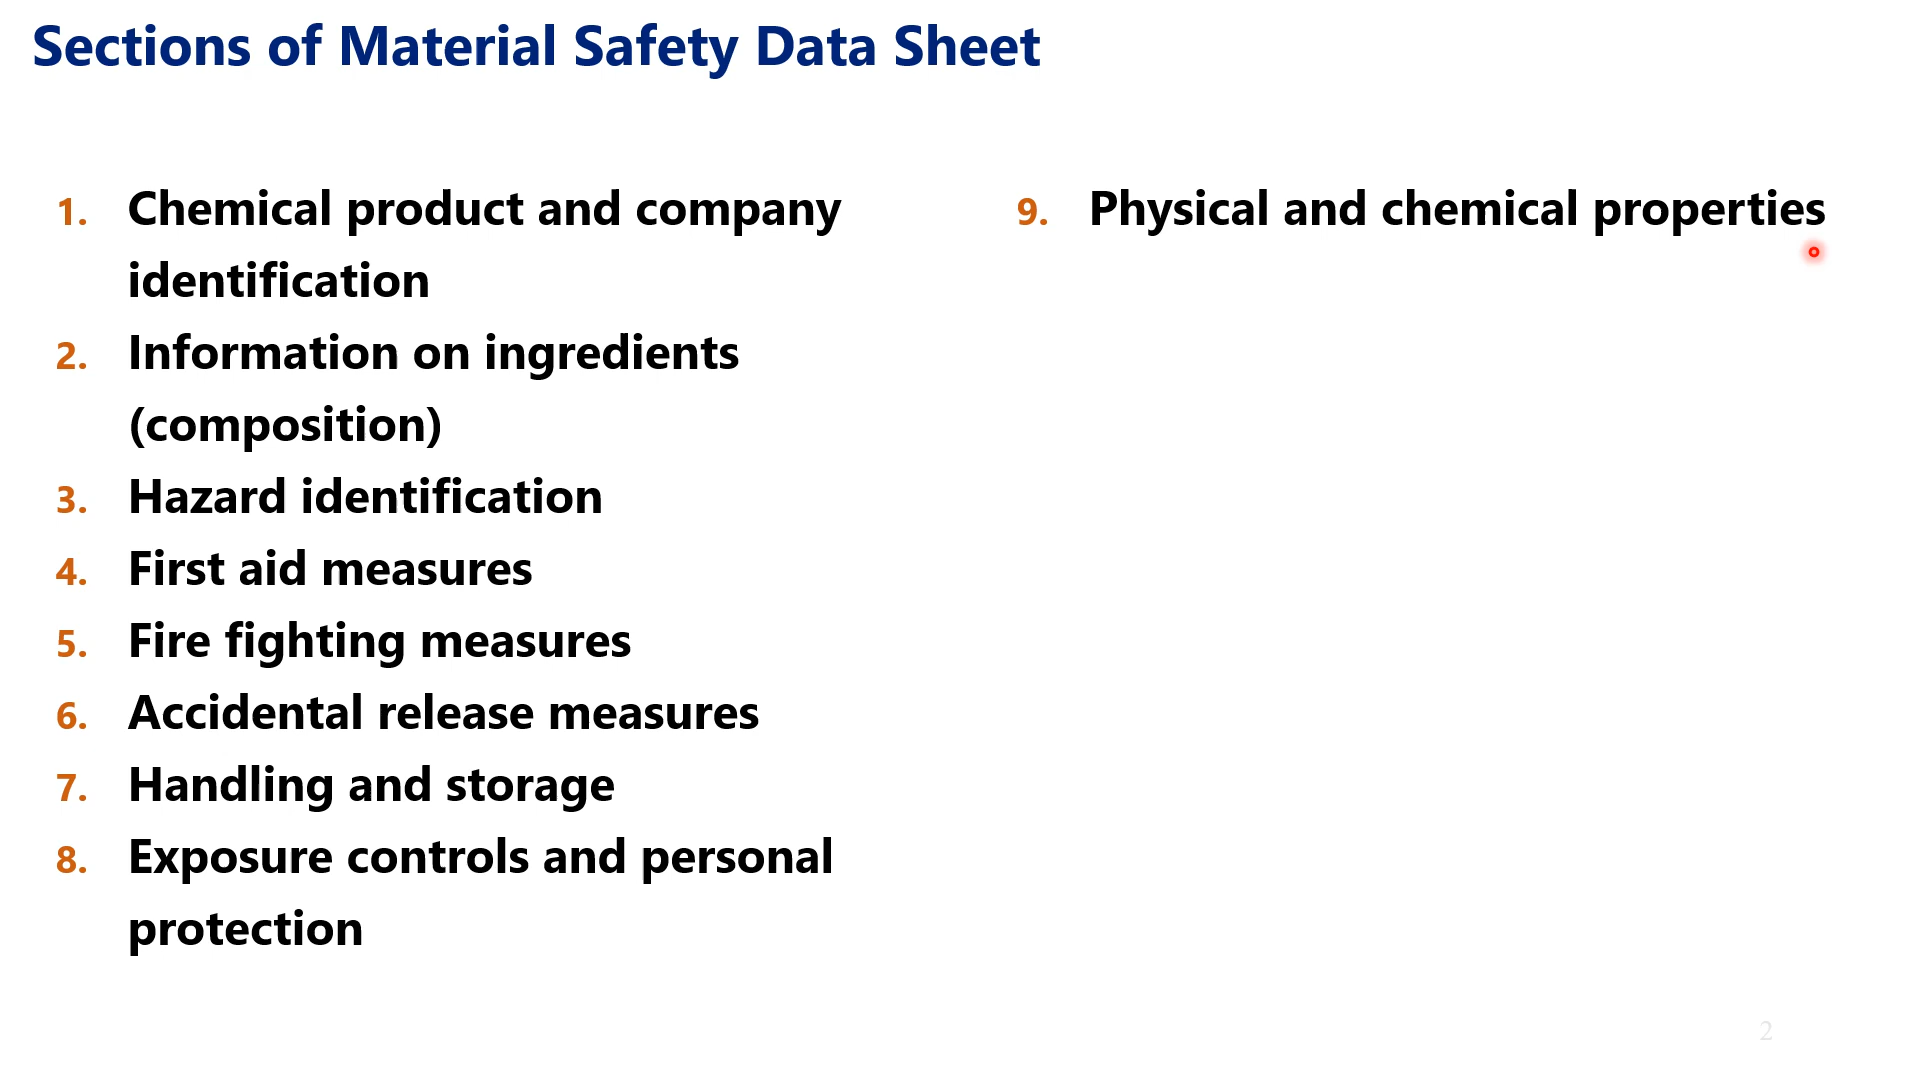 Sections of Material Safety Data Sheet
1. Chemical product and company
identification
2. Information on ingredients
(composition)
3. Hazard identification
4. First aid measures
5. Fire fighting measures
6. Accidental release measures
7. Handling and storage
8. Exposure controls and personal
protection
9. Physical and chemical properties
2